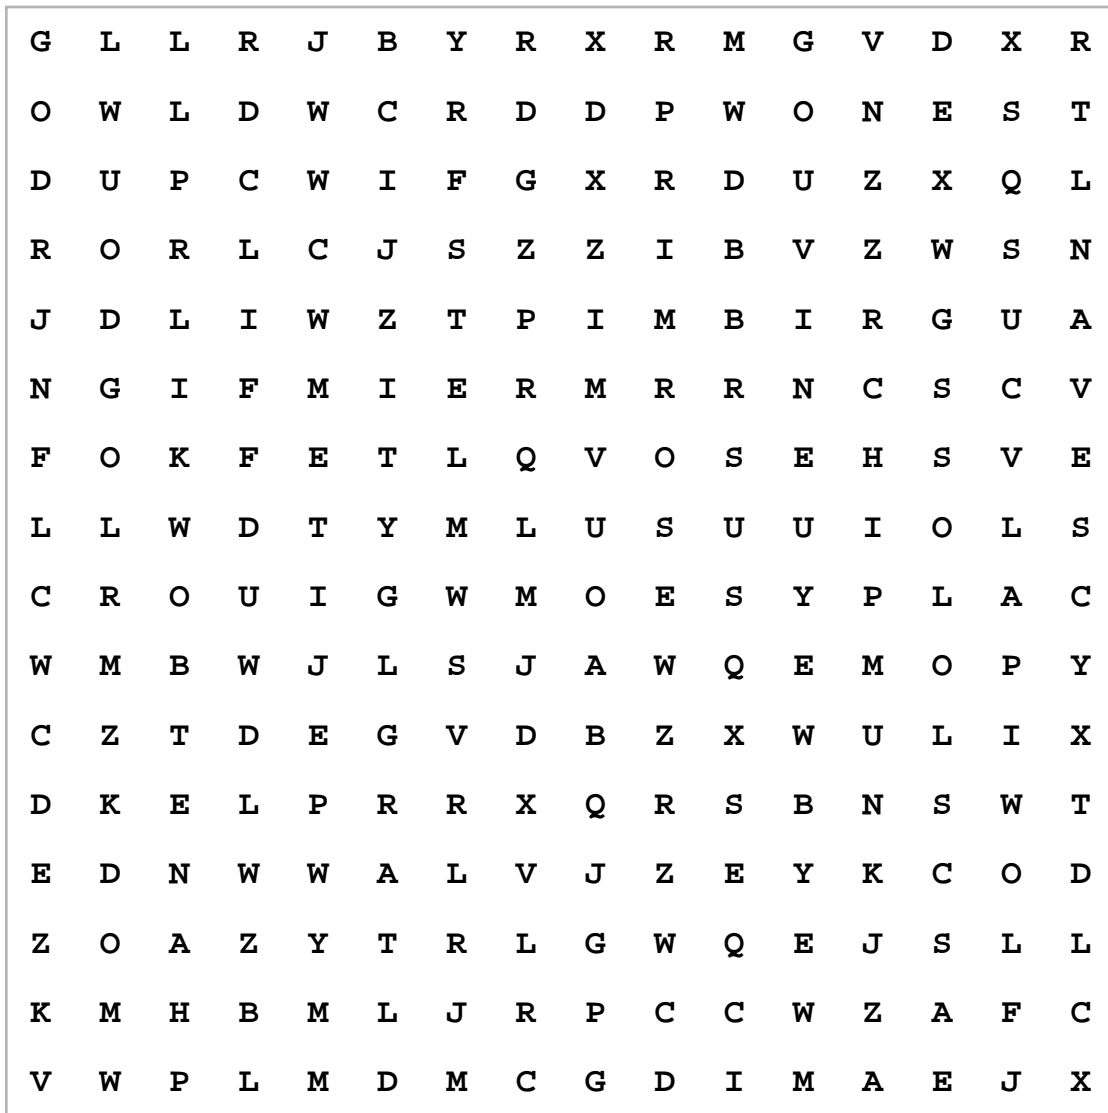 G L L R J B Y R X R M G V D X R
O W L D W C R D D P W O N E S T
D U P C W I F G X R D U Z X Q L
R O R L C J S Z Z I B V Z W S N
J D L I W Z T P I M B I R G U A
N G I F M I E R M R R N C S C V
F O K F E T L Q V O S E H S V E
L L W D T Y M L U S U U I O L S
C R O U I G W M O E S Y P L A C
W M B W J L S J A W Q E M O P Y
C Z T D E G V D B Z X W U L I X
D K E L P R R X Q R S B N S W T
E D N W W A L V J Z E Y K C O D
Z O A Z Y T R L G W Q E J S L L
K M H B M L J R P C C W Z A F C
V W P L M D M C G D I M A E J X